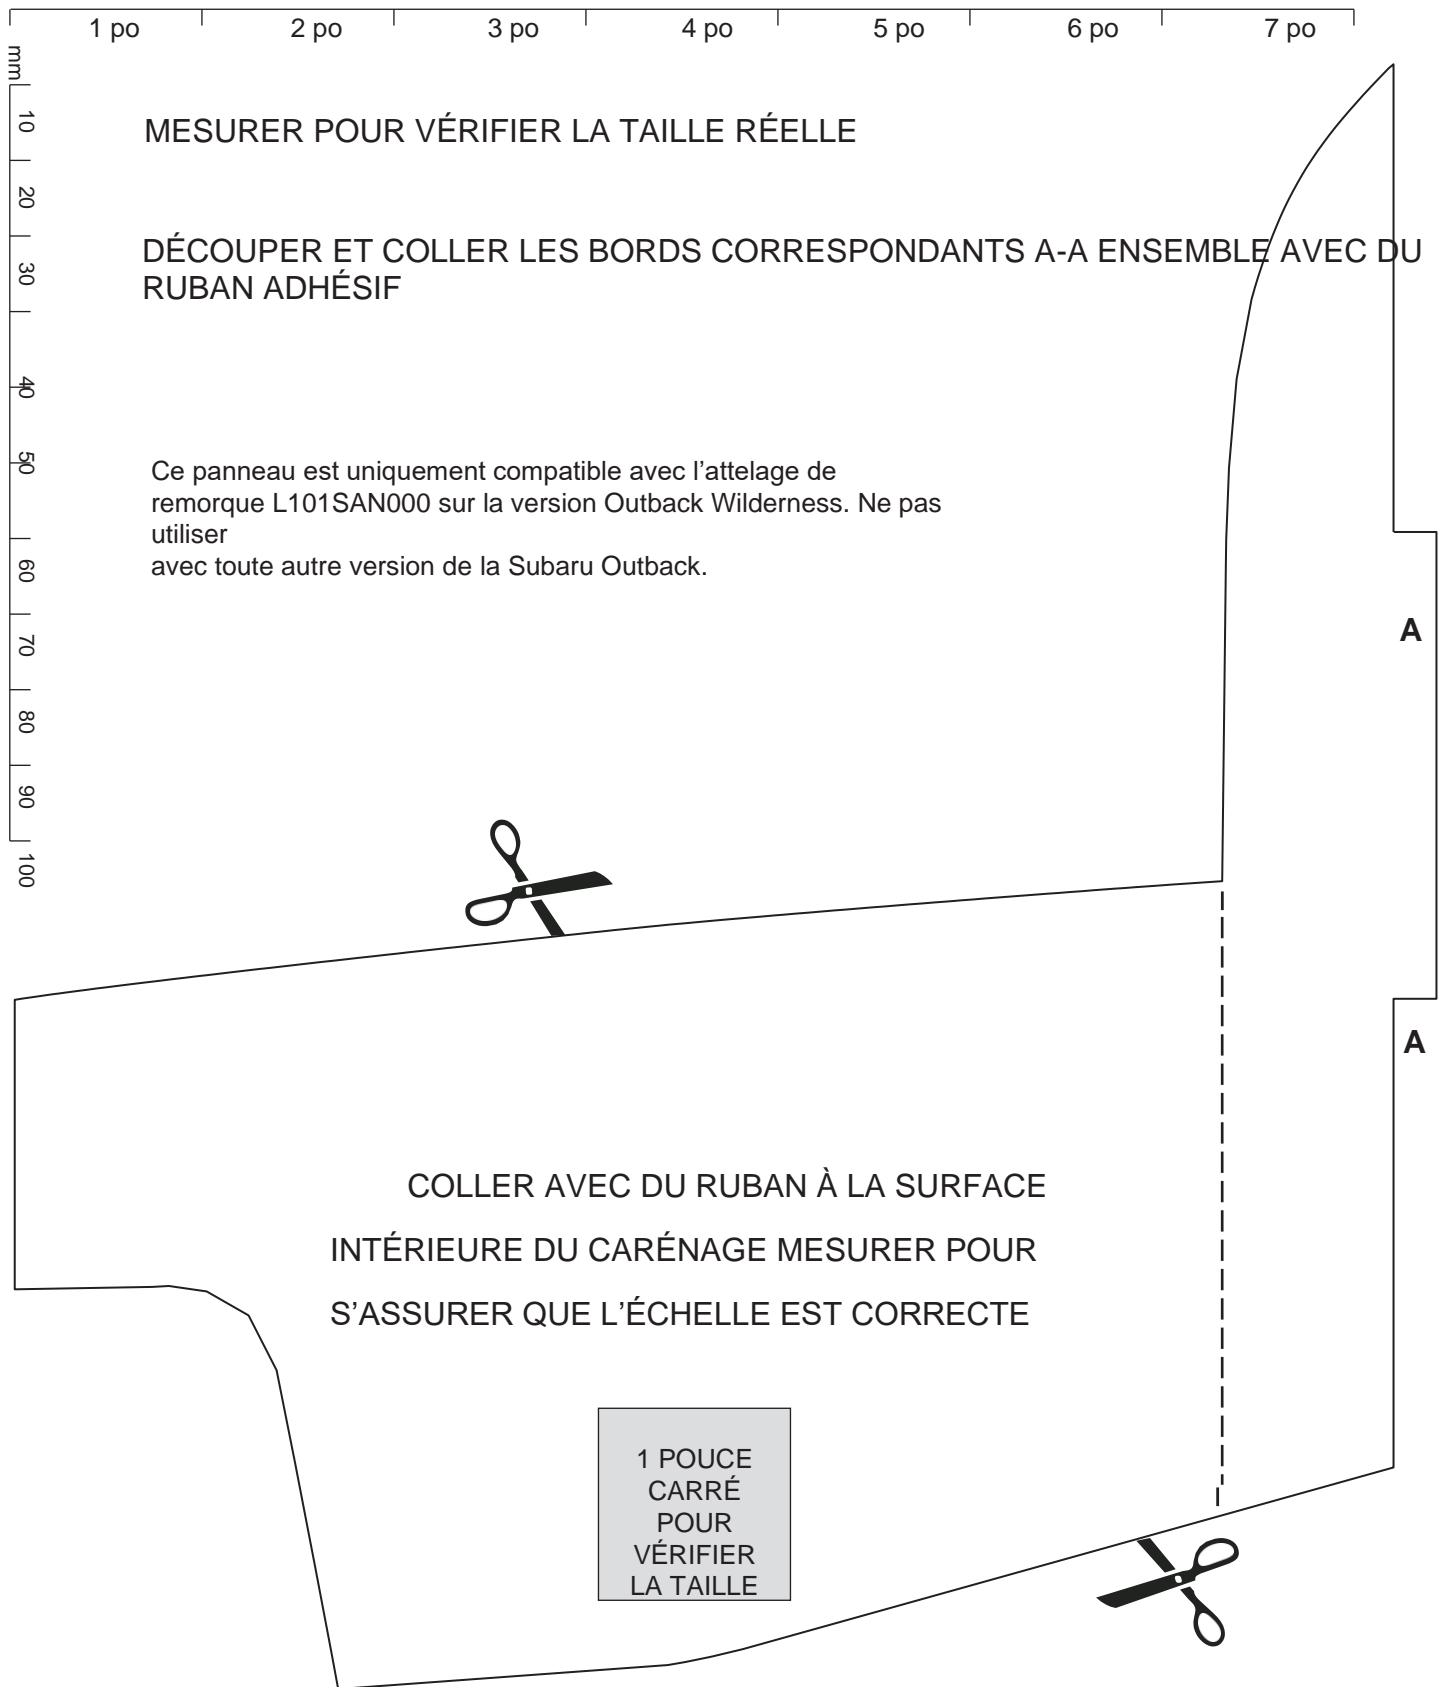 1 po 2 po 3 po 4 po 5 po 6 po 7 po
mm
10
20
30
40
50
60
70
80
90
100
MESURER POUR VÉRIFIER LA TAILLE RÉELLE
DÉCOUPER ET COLLER LES BORDS CORRESPONDANTS A-A ENSEMBLE AVEC DU
RUBAN ADHÉSIF
Ce panneau est uniquement compatible avec l’attelage de
remorque L101SAN000 sur la version Outback Wilderness. Ne pas
utiliser
avec toute autre version de la Subaru Outback.
A
A
COLLER AVEC DU RUBAN À LA SURFACE
INTÉRIEURE DU CARÉNAGE MESURER POUR
S’ASSURER QUE L’ÉCHELLE EST CORRECTE
1 POUCE
CARRÉ
POUR
VÉRIFIER
LA TAILLE